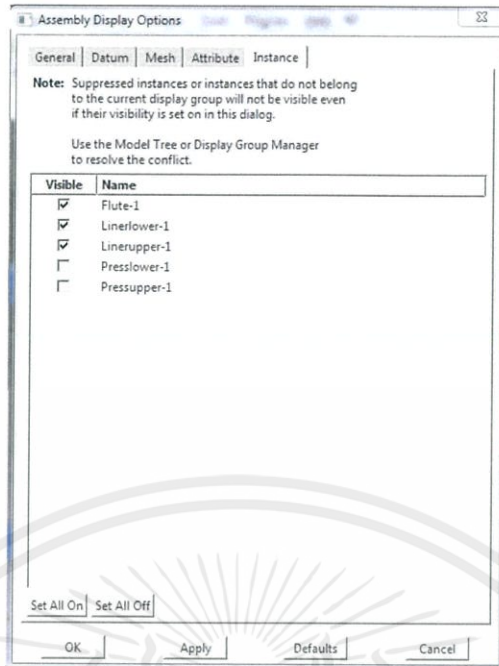 Assembly Display Options
General Datum Mesh Attribute Instance
Note: Suppressed instances or instances that do not belong
to the current display group will not be visible even
if their visibility is set on in this dialog.
Use the Model Tree or Display Group Manager
to resolve the conflict.
Visible Name
Flute-1
Linerlower-1
Linerupper-1
Presslower-1
Pressupper-1
Set All On Set All Off
OK Apply Defaults Cancel